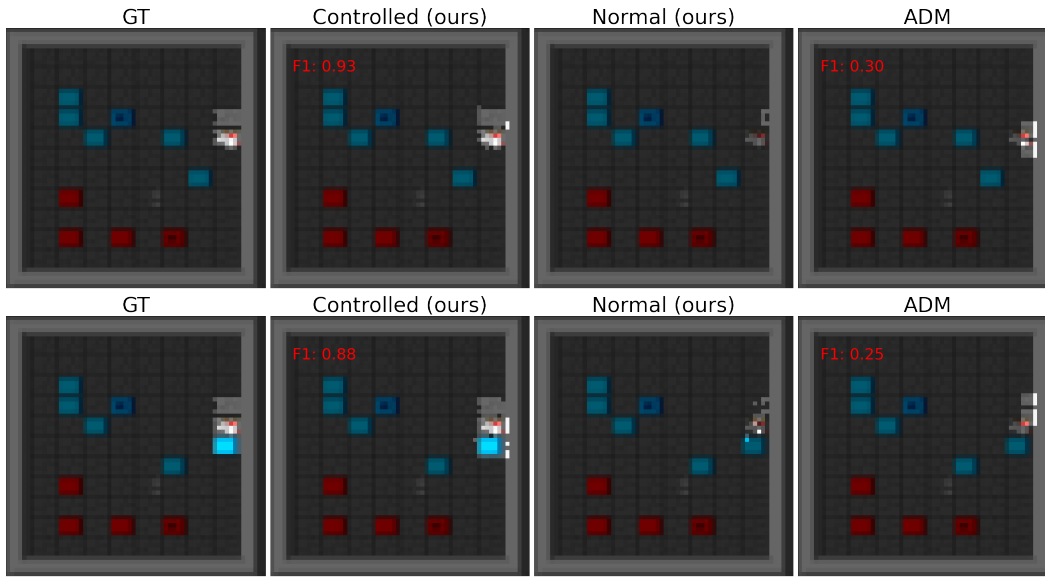 GT Controlled (ours) Normal (ours) ADM
F1: 0.93 F1: 0.30
GT Controlled (ours) Normal (ours) ADM
F1: 0.88 F1: 0.25